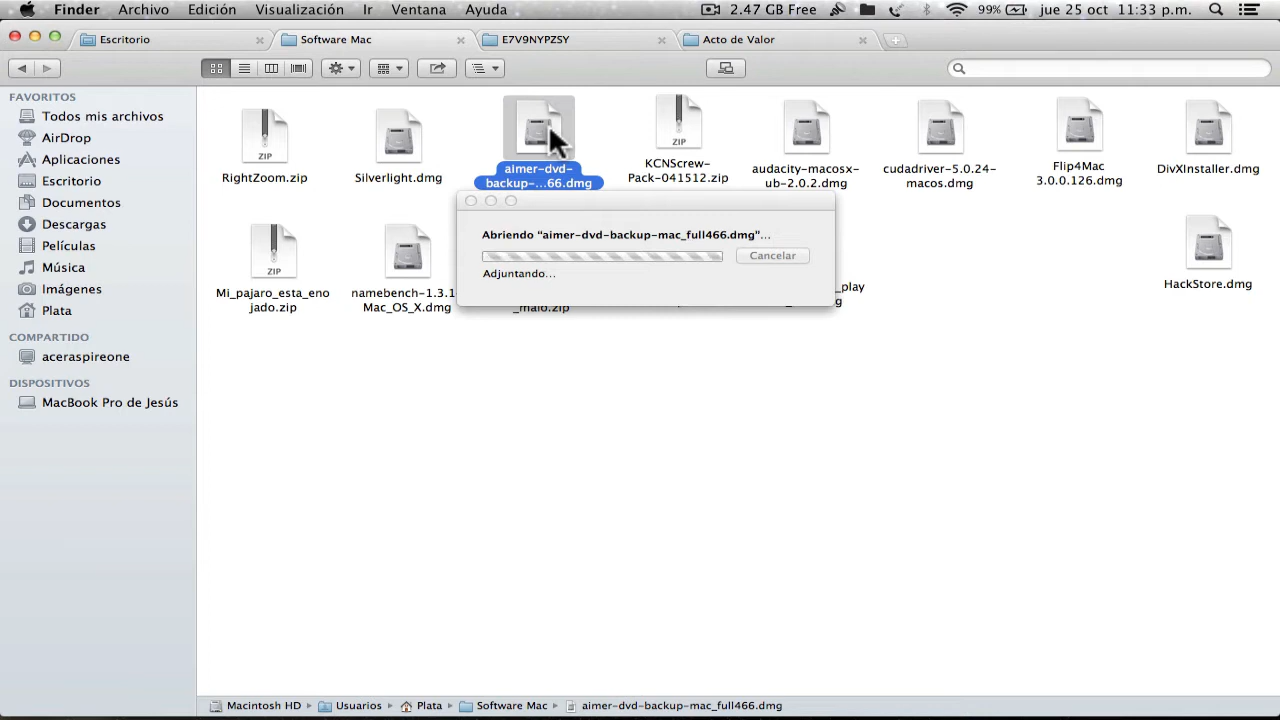 Finder Archivo Edición Visualización Ir Ventana Ayuda 2.47 GB Free 99% jue 25 oct 11:33 p.m.
Escritorio Software Mac E7V9NYPZSY Acto de Valor
FAVORITOS
Todos mis archivos
AirDrop
Aplicaciones
Escritorio
Documentos
Descargas
Películas
Música
Imágenes
Plata
COMPARTIDO
aceraspireone
DISPOSITIVOS
MacBook Pro de Jesús
ZIP
RightZoom.zip
Silverlight.dmg
aimer-dvd-
backup-...66.dmg
ZIP
KCNScrew-
Pack-041512.zip
audacity-macosx-
ub-2.0.2.dmg
cudadriver-5.0.24-
macos.dmg
Flip4Mac
3.0.0.126.dmg
DivXInstaller.dmg
ZIP
Mi_pajaro_esta_eno
jado.zip
namebench-1.3.1
Mac_OS_X.dmg
_malo.zip
_play
HackStore.dmg
Abriendo "aimer-dvd-backup-mac_full466.dmg"...
Cancelar
Adjuntando...
Macintosh HD Usuarios Plata Software Mac aimer-dvd-backup-mac_full466.dmg